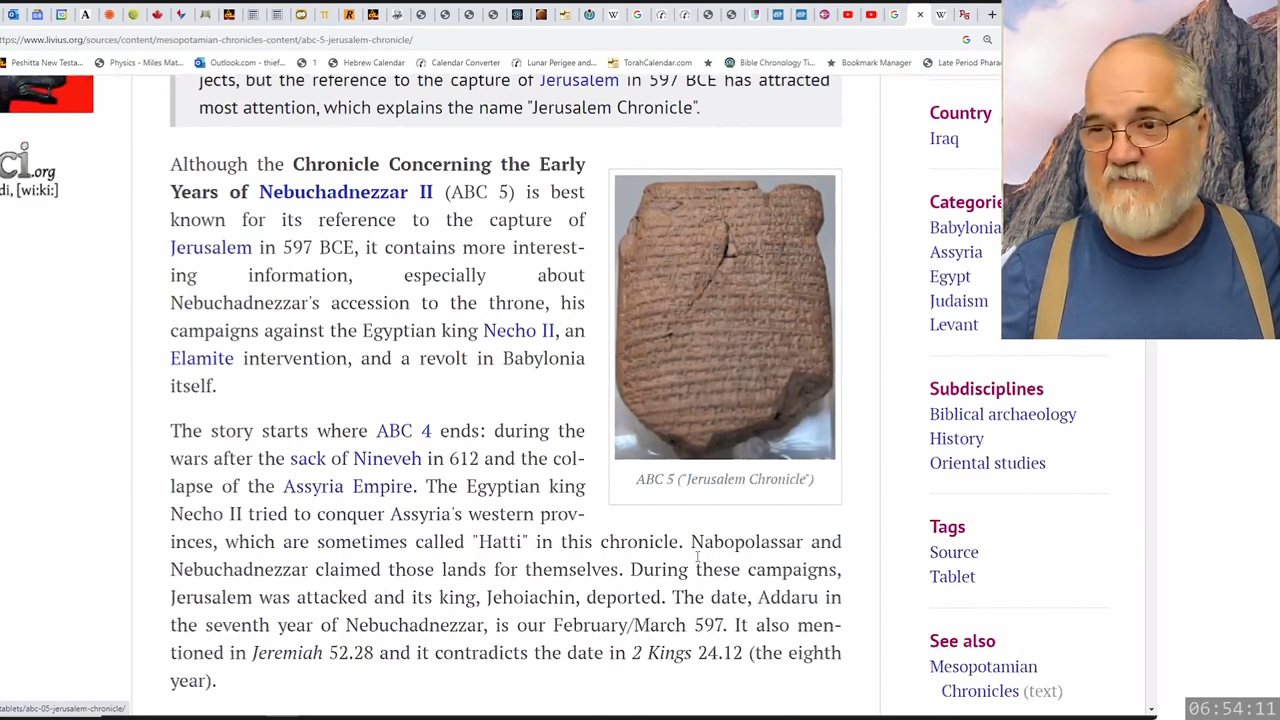 https://www.livius.org/sources/content/mesopotamian-chronicles-content/abc-5-jerusalem-chronicle/
Peshitta New Testa...
Physics - Miles Mat...
Outlook.com - thief...
1
Hebrew Calendar
Calendar Converter
Lunar Perigee and...
TorahCalendar.com
Bible Chronology Ti...
Bookmark Manager
Late Period Phara
jects, but the reference to the capture of Jerusalem in 597 BCE has attracted
most attention, which explains the name "Jerusalem Chronicle".
ci.org
di, [wi:ki:]
Although the Chronicle Concerning the Early
Years of Nebuchadnezzar II (ABC 5) is best
known for its reference to the capture of
Jerusalem in 597 BCE, it contains more interest-
ing information, especially about
Nebuchadnezzar's accession to the throne, his
campaigns against the Egyptian king Necho II, an
Elamite intervention, and a revolt in Babylonia
itself.
ABC 5 ("Jerusalem Chronicle")
The story starts where ABC 4 ends: during the
wars after the sack of Nineveh in 612 and the col-
lapse of the Assyria Empire. The Egyptian king
Necho II tried to conquer Assyria's western prov-
inces, which are sometimes called "Hatti" in this chronicle. Nabopolassar and
Nebuchadnezzar claimed those lands for themselves. During these campaigns,
Jerusalem was attacked and its king, Jehoiachin, deported. The date, Addaru in
the seventh year of Nebuchadnezzar, is our February/March 597. It also men-
tioned in Jermiah 52.28 and it contradicts the date in 2 Kings 24.12 (the eighth
year).
Country
Iraq
Categorie
Babylonia
Assyria
Egypt
Judaism
Levant
Subdisciplines
Biblical archaeology
History
Oriental studies
Tags
Source
Tablet
See also
Mesopotamian
Chronicles (text)
tablets/abc-05-jerusalem-chronicle/
06:54:11